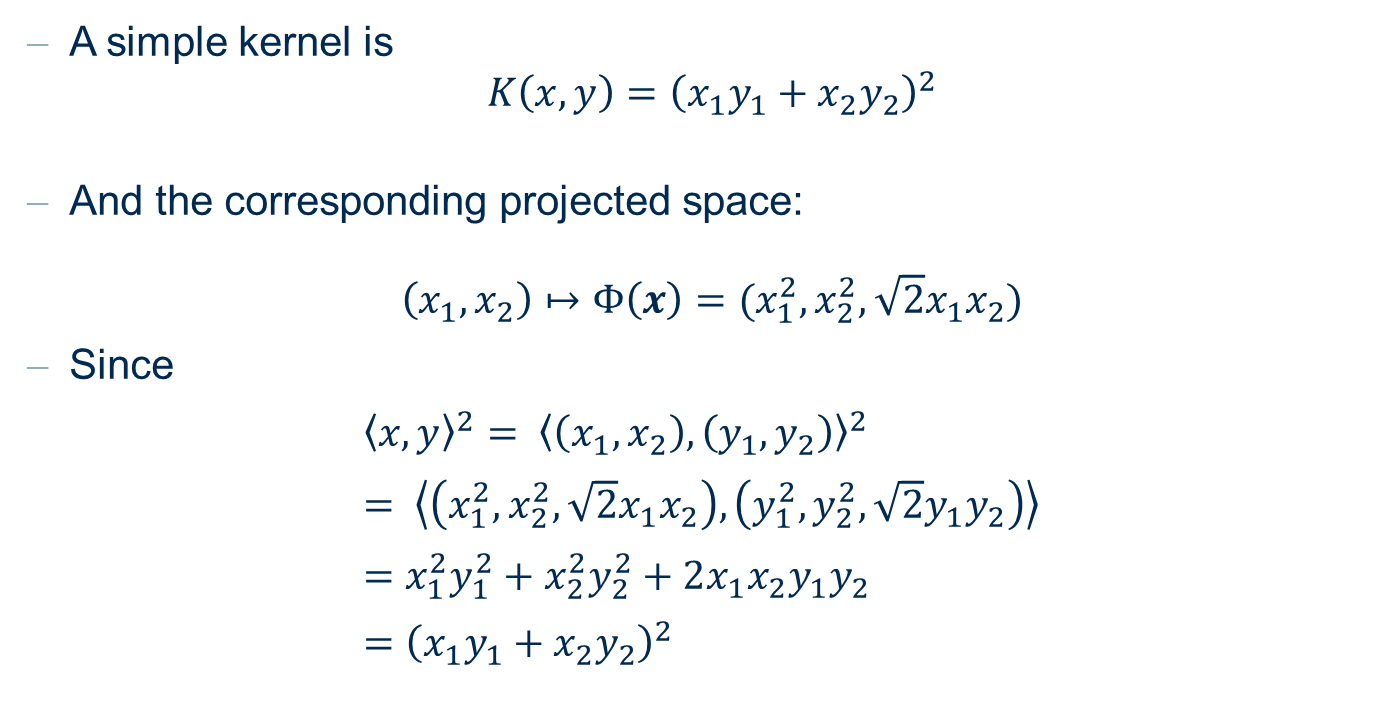 – A simple kernel is
K(x, y) = (x₁y₁ + x₂y₂)²
– And the corresponding projected space:
(x₁, x₂) ↦ Φ(𝒙) = (x₁², x₂², √2x₁x₂)
– Since
⟨x, y⟩² = ⟨(x₁, x₂), (y₁, y₂)⟩²
= ⟨(x₁², x₂², √2x₁x₂), (y₁², y₂², √2y₁y₂)⟩
= x₁²y₁² + x₂²y₂² + 2x₁x₂y₁y₂
= (x₁y₁ + x₂y₂)²